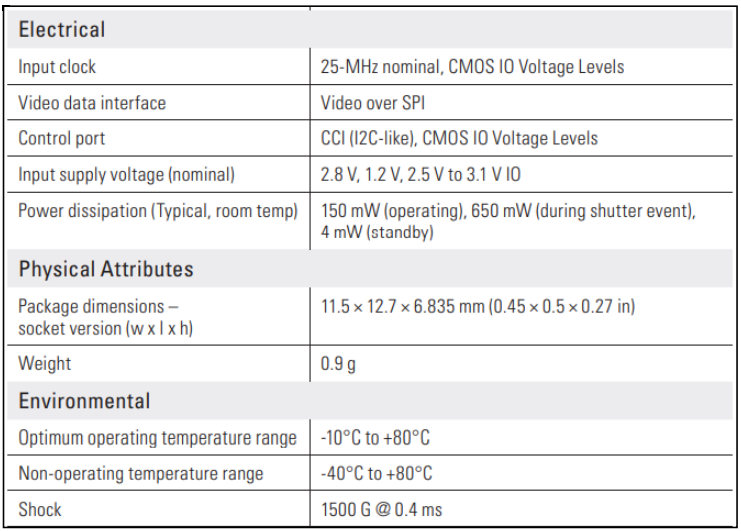 Electrical
Input clock 25-MHz nominal, CMOS IO Voltage Levels
Video data interface Video over SPI
Control port CCI (I2C-like), CMOS IO Voltage Levels
Input supply voltage (nominal) 2.8 V, 1.2 V, 2.5 V to 3.1 V IO
Power dissipation (Typical, room temp) 150 mW (operating), 650 mW (during shutter event),
4 mW (standby)
Physical Attributes
Package dimensions – 11.5 × 12.7 × 6.835 mm (0.45 × 0.5 × 0.27 in)
socket version (w x l x h)
Weight 0.9 g
Environmental
Optimum operating temperature range -10°C to +80°C
Non-operating temperature range -40°C to +80°C
Shock 1500 G @ 0.4 ms